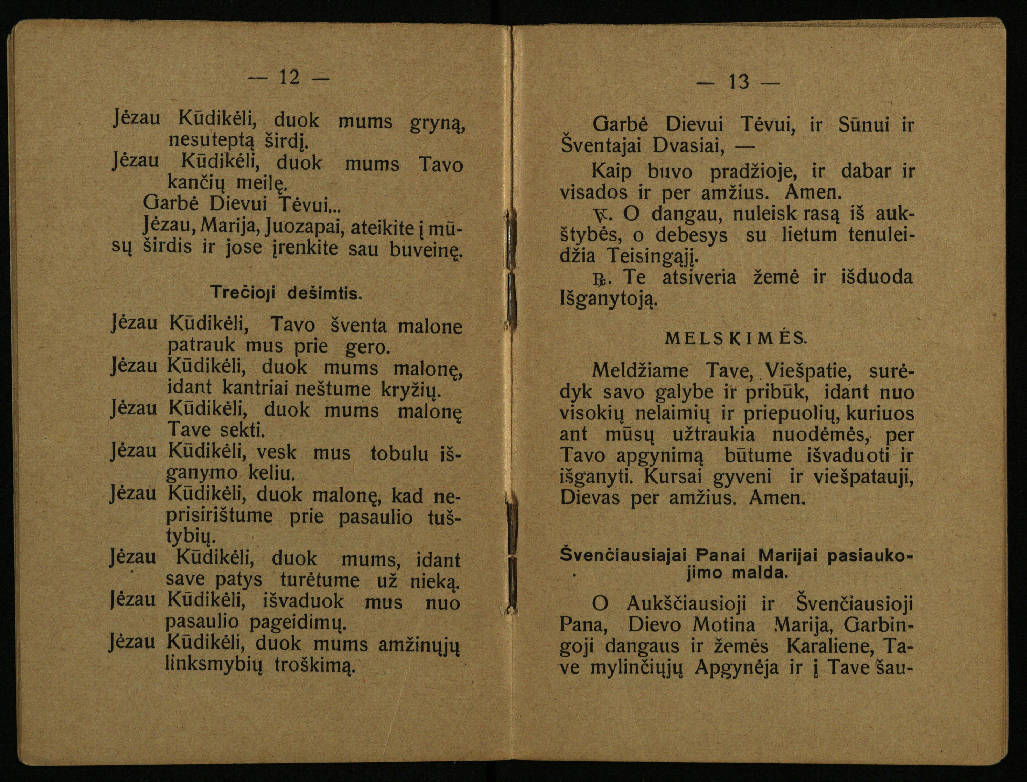 — 12 —
Jėzau Kūdikėli, duok mums gryną,
nesuteptą širdį.
Jėzau Kūdikėli, duok mums Tavo
kančių meilę.
Garbė Dievui Tėvui...
Jėzau, Marija, Juozapai, ateikite į mū-
sų širdis ir jose įrenkite sau buveinę.
Trečioji dešimtis.
Jėzau Kūdikėli, Tavo šventa malone
patrauk mus prie gero.
Jėzau Kūdikėli, duok mums malonę,
idant kantriai neštume kryžių.
Jėzau Kūdikėli, duok mums malonę
Tave sekti.
Jėzau Kūdikėli, vesk mus tobulu iš-
ganymo keliu.
Jėzau Kūdikėli, duok malonę, kad ne-
prisirištume prie pasaulio tuš-
tybių.
Jėzau Kūdikėli, duok mums, idant
save patys turėtume už nieką.
Jėzau Kūdikėli, išvaduok mus nuo
pasaulio pageidimų.
Jėzau Kūdikėli, duok mums amžinųjų
linksmybių troškimą.
— 13 —
Garbė Dievui Tėvui, ir Sūnui ir
Šventajai Dvasiai, —
Kaip buvo pradžioje, ir dabar ir
visados ir per amžius. Amen.
℣. O dangau, nuleisk rasą iš auk-
štybės, o debesys su lietum tenulei-
džia Teisingąjį.
℟. Te atsiveria žemė ir išduoda
Išganytoją.
MELSKIMĖS.
Meldžiame Tave, Viešpatie, surė-
dyk savo galybe ir pribūk, idant nuo
visokių nelaimių ir priepuolių, kuriuos
ant mūsų užtraukia nuodėmės, per
Tavo apgynimą būtume išvaduoti ir
išganyti. Kursai gyveni ir viešpatauji,
Dievas per amžius. Amen.
Švenčiausiajai Panai Marijai pasiauko-
jimo malda.
O Aukščiausioji ir Švenčiausioji
Pana, Dievo Motina Marija, Garbin-
goji dangaus ir žemės Karaliene, Ta-
ve mylinčiųjų Apgynėja ir į Tave šau-